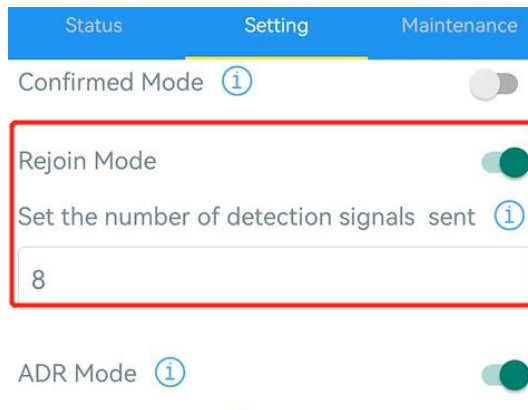 Status Setting Maintenance
Confirmed Mode
Rejoin Mode
Set the number of detection signals sent
8
ADR Mode